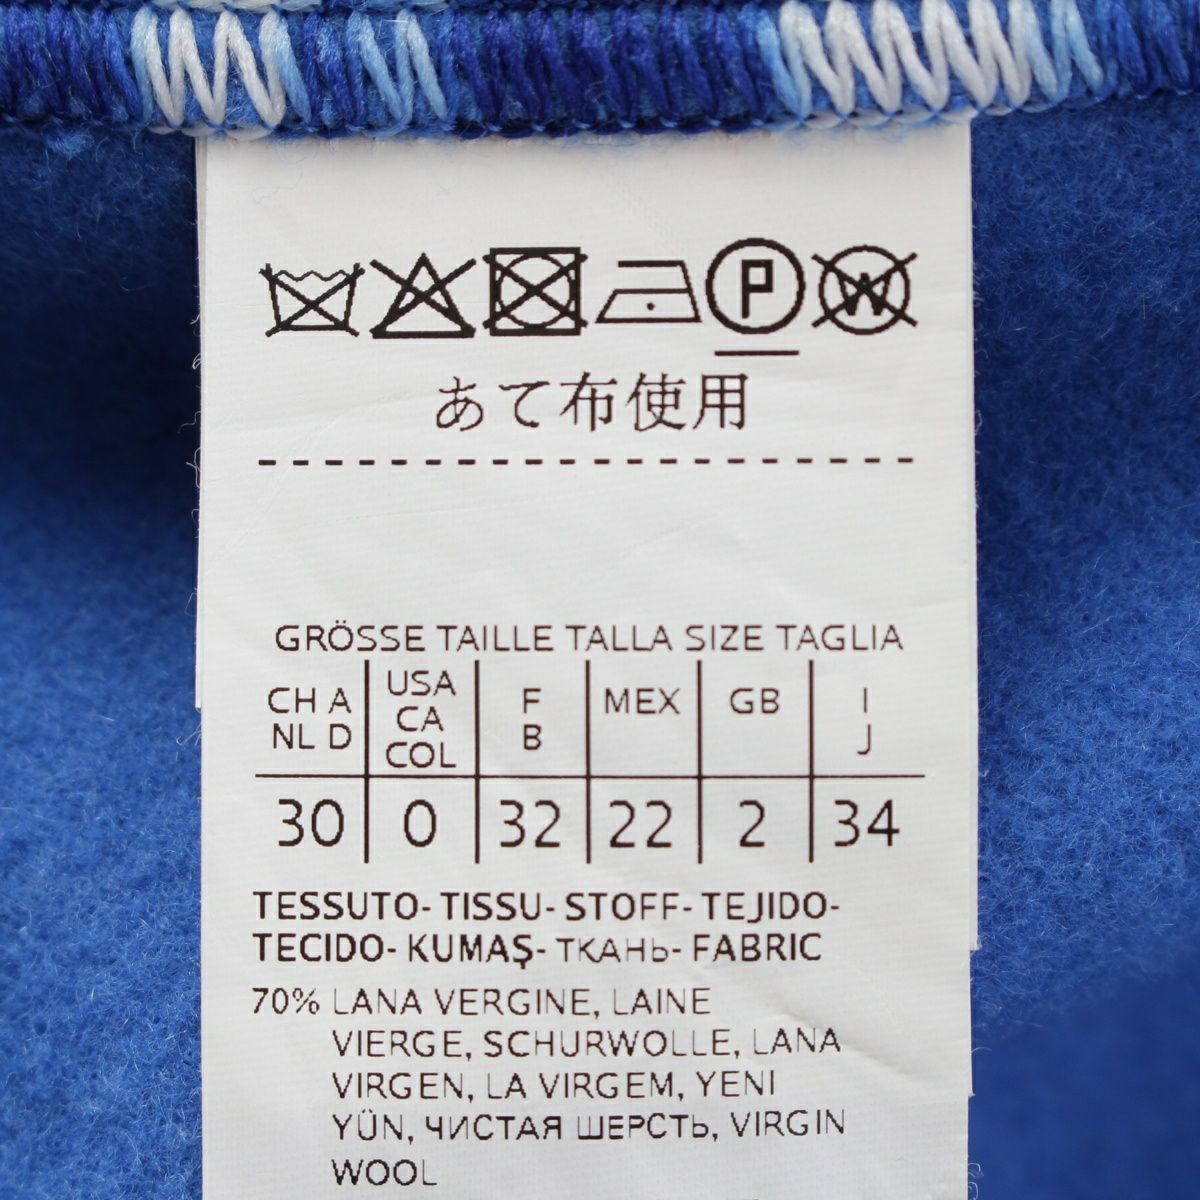 P W
あて布使用
GRÖSSE TAILLE TALLA SIZE TAGLIA
CH A NL D USA CA COL F B MEX GB I J
30 0 32 22 2 34
TESSUTO- TISSU- STOFF- TEJIDO-
TECIDO- KUMAŞ- ТКАНЬ- FABRIC
70% LANA VERGINE, LAINE
VIERGE, SCHURWOLLE, LANA
VIRGEN, LA VIRGEM, YENI
YÜN, ЧИСТАЯ ШЕРСТЬ, VIRGIN
WOOL